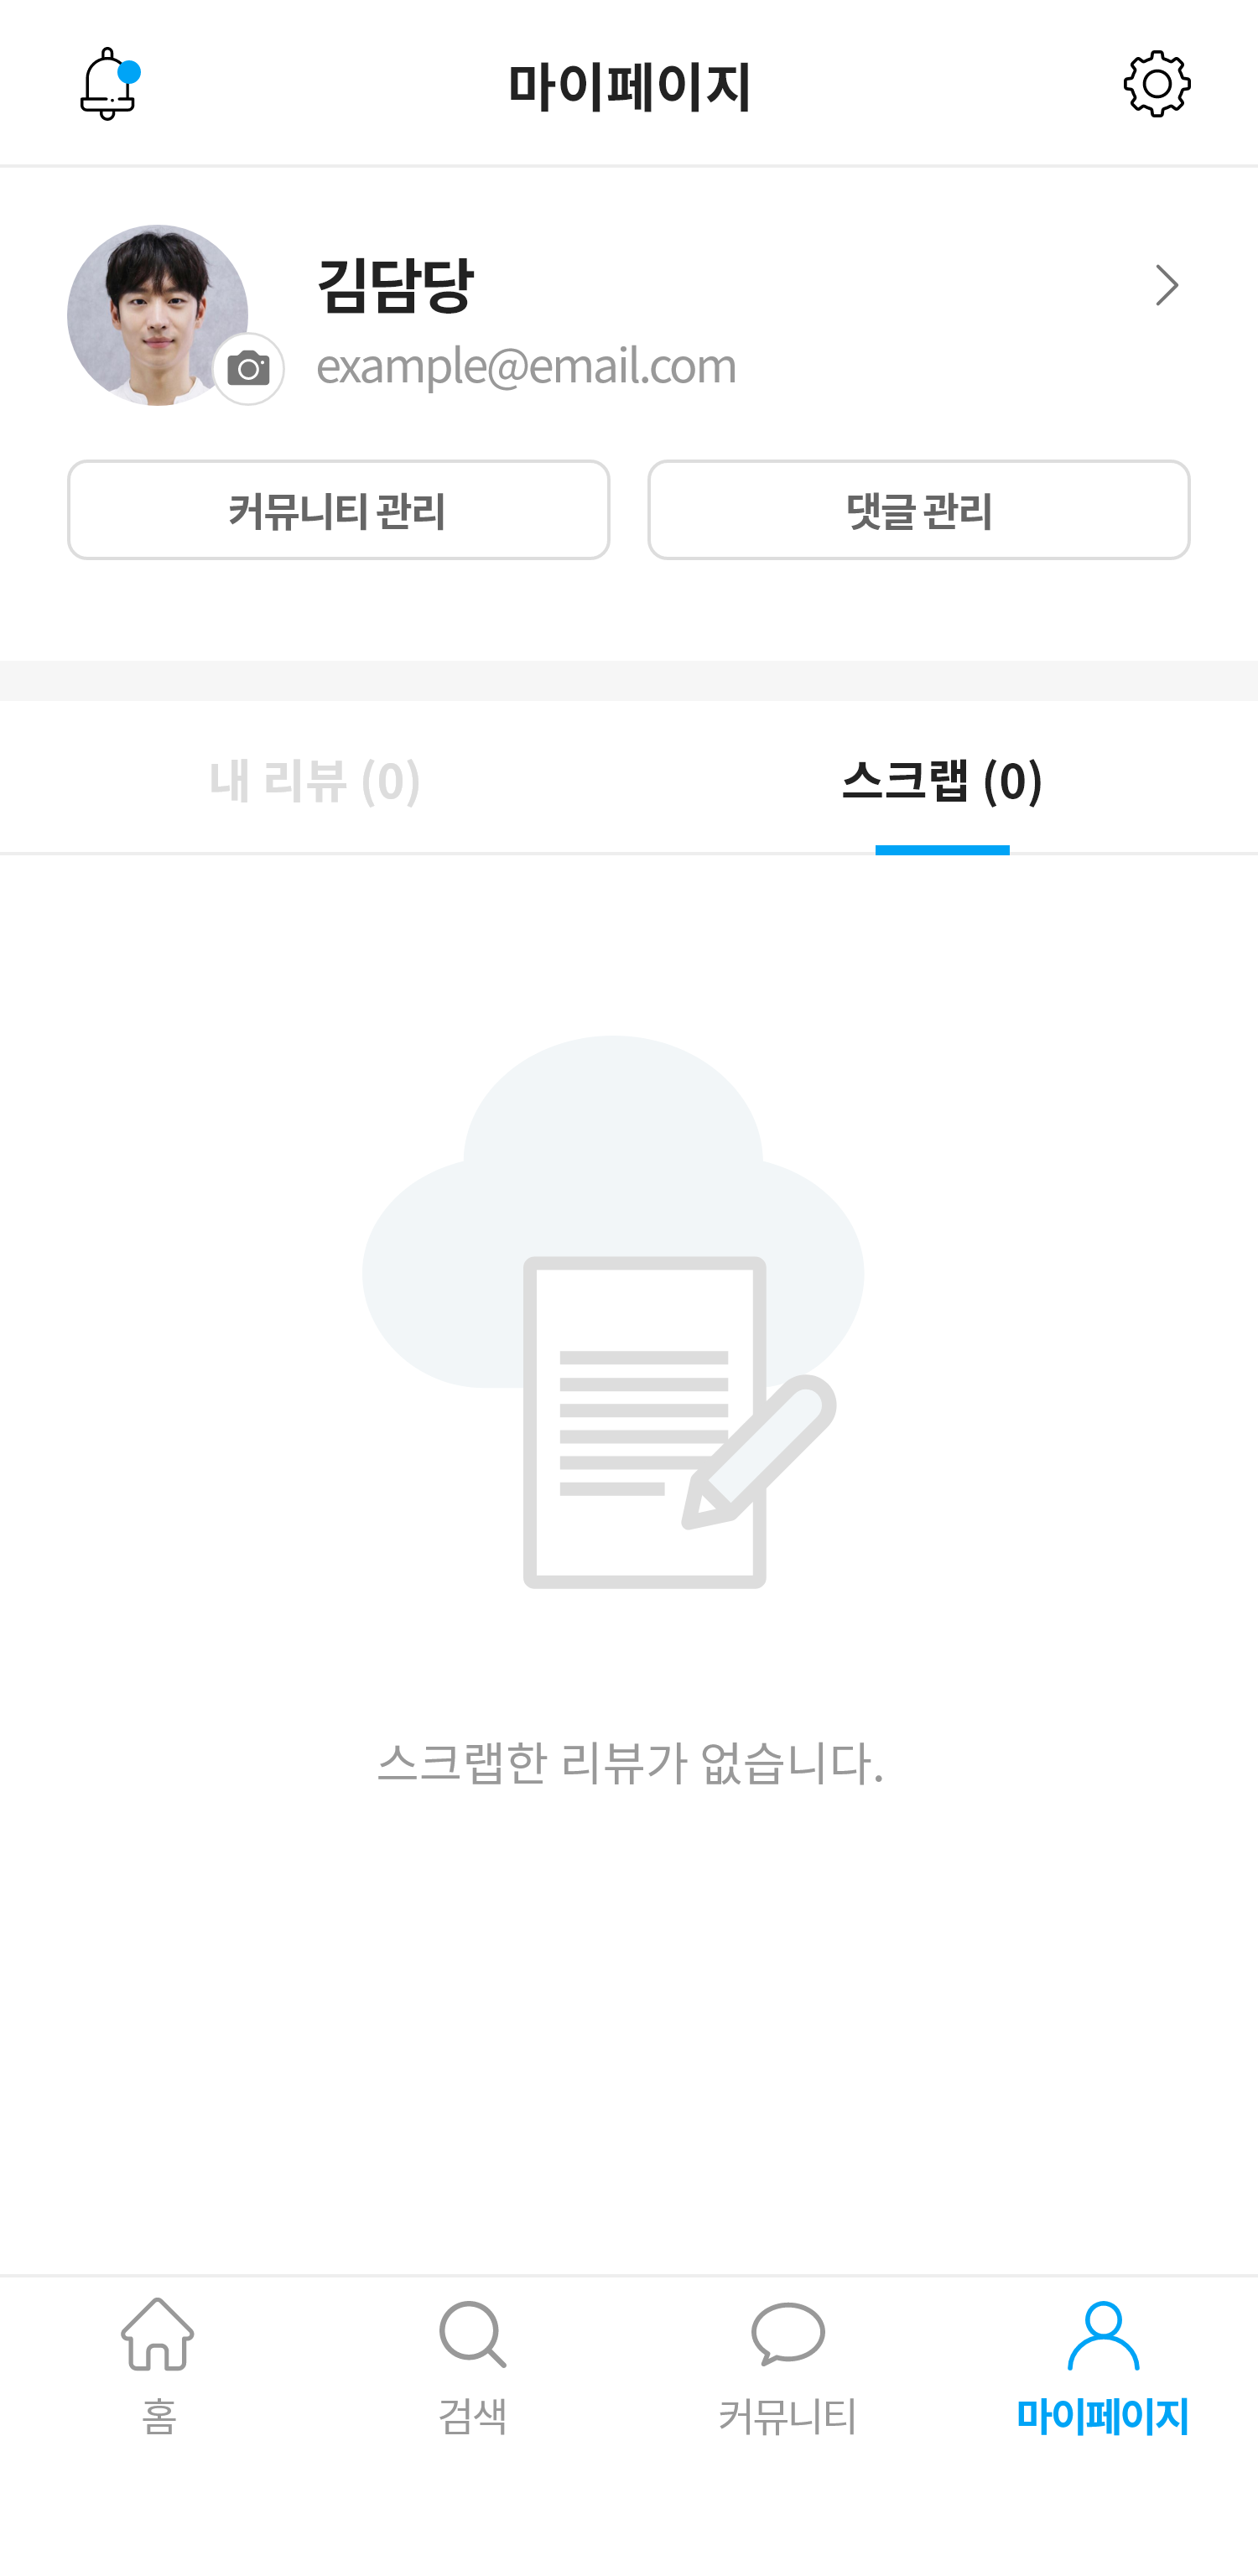 마이페이지
김담당
example@email.com
커뮤니티 관리
댓글 관리
내 리뷰 (0)
스크랩 (0)
스크랩한 리뷰가 없습니다.
홈
검색
커뮤니티
마이페이지